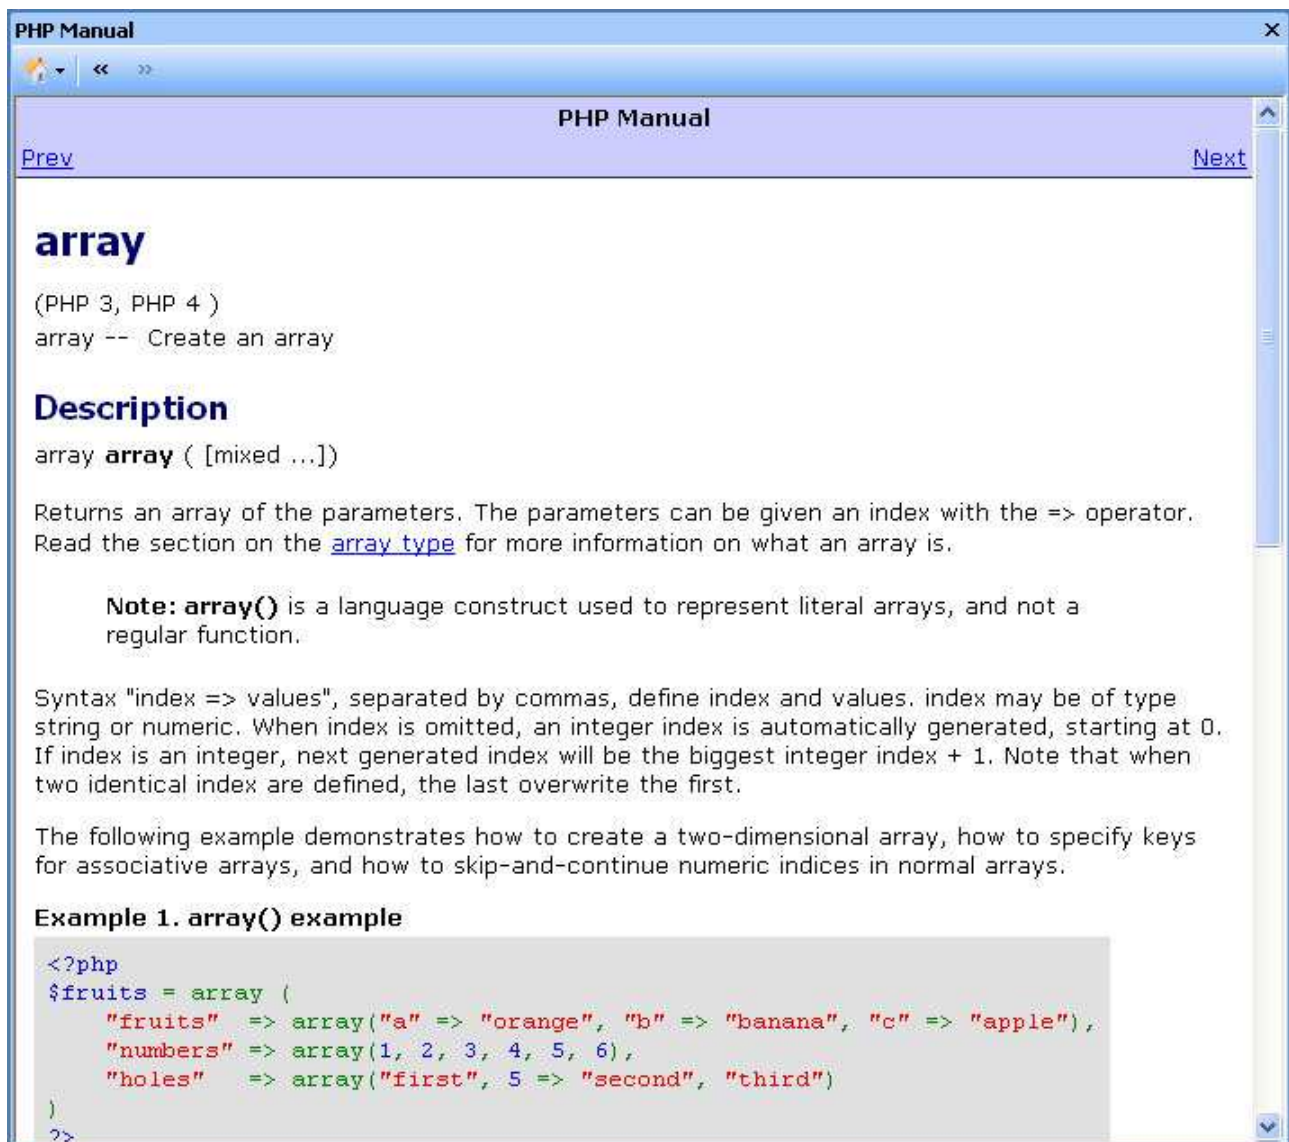 PHP Manual
PHP Manual
Prev Next
array
(PHP 3, PHP 4 )
array -- Create an array
Description
array array ( [mixed ...])
Returns an array of the parameters. The parameters can be given an index with the => operator.
Read the section on the array type for more information on what an array is.
Note: array() is a language construct used to represent literal arrays, and not a
regular function.
Syntax "index => values", separated by commas, define index and values. index may be of type
string or numeric. When index is omitted, an integer index is automatically generated, starting at 0.
If index is an integer, next generated index will be the biggest integer index + 1. Note that when
two identical index are defined, the last overwrite the first.
The following example demonstrates how to create a two-dimensional array, how to specify keys
for associative arrays, and how to skip-and-continue numeric indices in normal arrays.
Example 1. array() example
<?php
$fruits = array (
    "fruits"  => array("a" => "orange", "b" => "banana", "c" => "apple"),
    "numbers" => array(1, 2, 3, 4, 5, 6),
    "holes"   => array("first", 5 => "second", "third")
)
?>